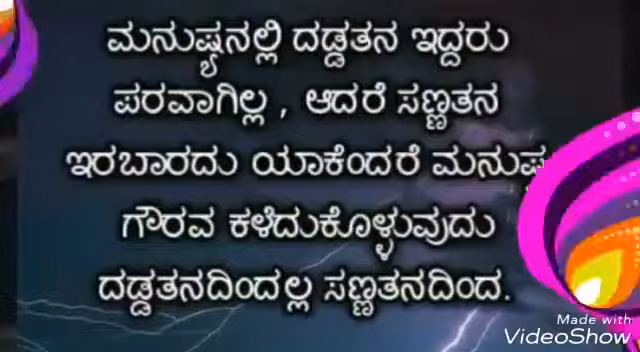 ಮನುಷ್ಯನಲ್ಲಿ ದಡ್ಡತನ ಇದ್ದರು
ಪರವಾಗಿಲ್ಲ , ಆದರೆ ಸಣ್ಣತನ
ಇರಬಾರದು ಯಾಕೆಂದರೆ ಮನುಷ್ಯ
ಗೌರವ ಕಳೆದುಕೊಳ್ಳುವುದು
ದಡ್ಡತನದಿಂದಲ್ಲ ಸಣ್ಣತನದಿಂದ.
Made with
VideoShow